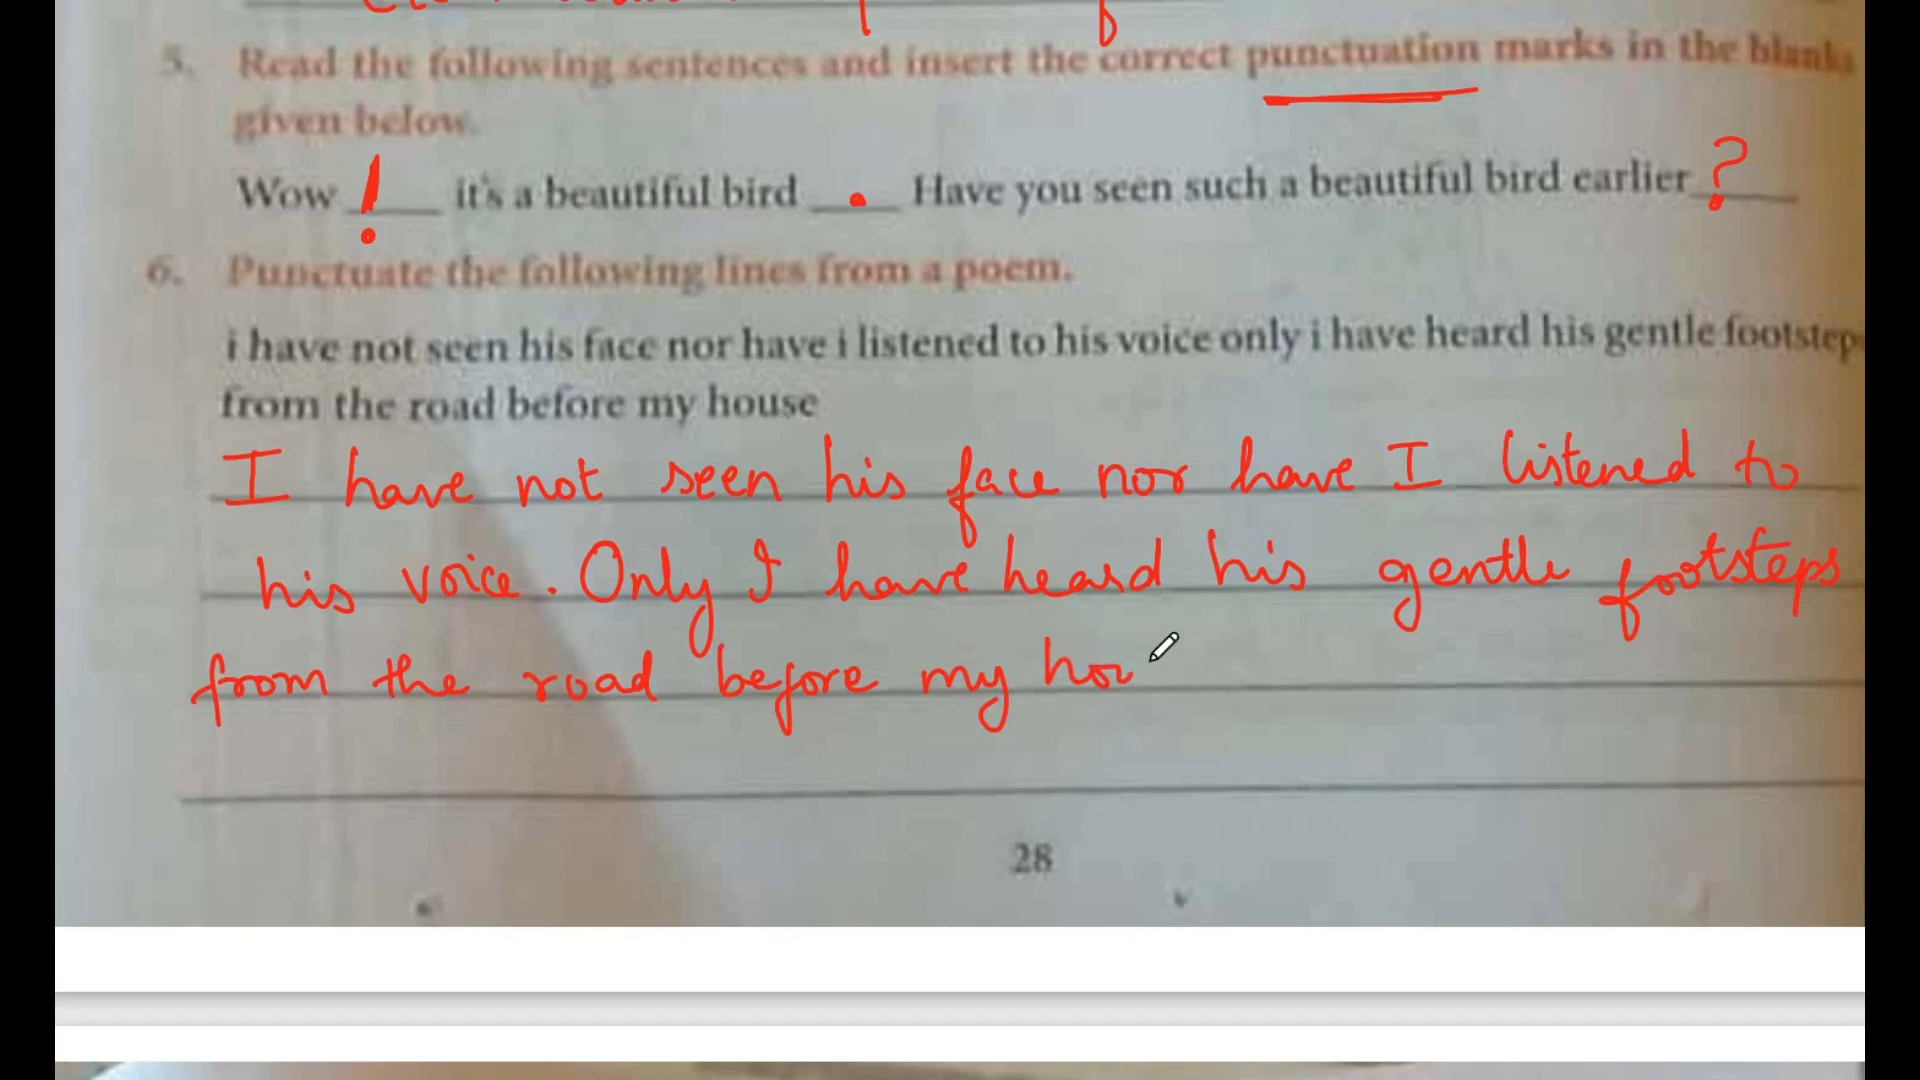 5. Read the following sentences and insert the correct punctuation marks in the blanks
given below.
Wow ! it's a beautiful bird . Have you seen such a beautiful bird earlier ?
6. Punctuate the following lines from a poem.
i have not seen his face nor have i listened to his voice only i have heard his gentle footsteps
from the road before my house
I have not seen his face nor have I listened to
his voice. Only I have heard his gentle footsteps
from the road before my hou
28